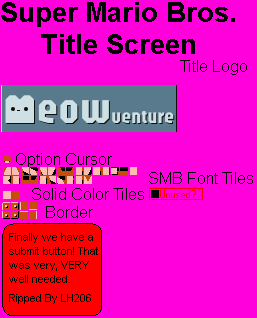 Super Mario Bros.
Title Screen
Title Logo
Meowventure
Option Cursor
SMB Font Tiles
Solid Color Tiles
Unused?
Border
Finally we have a
submit button! That
was very, VERY
well needed.
Ripped By LH206